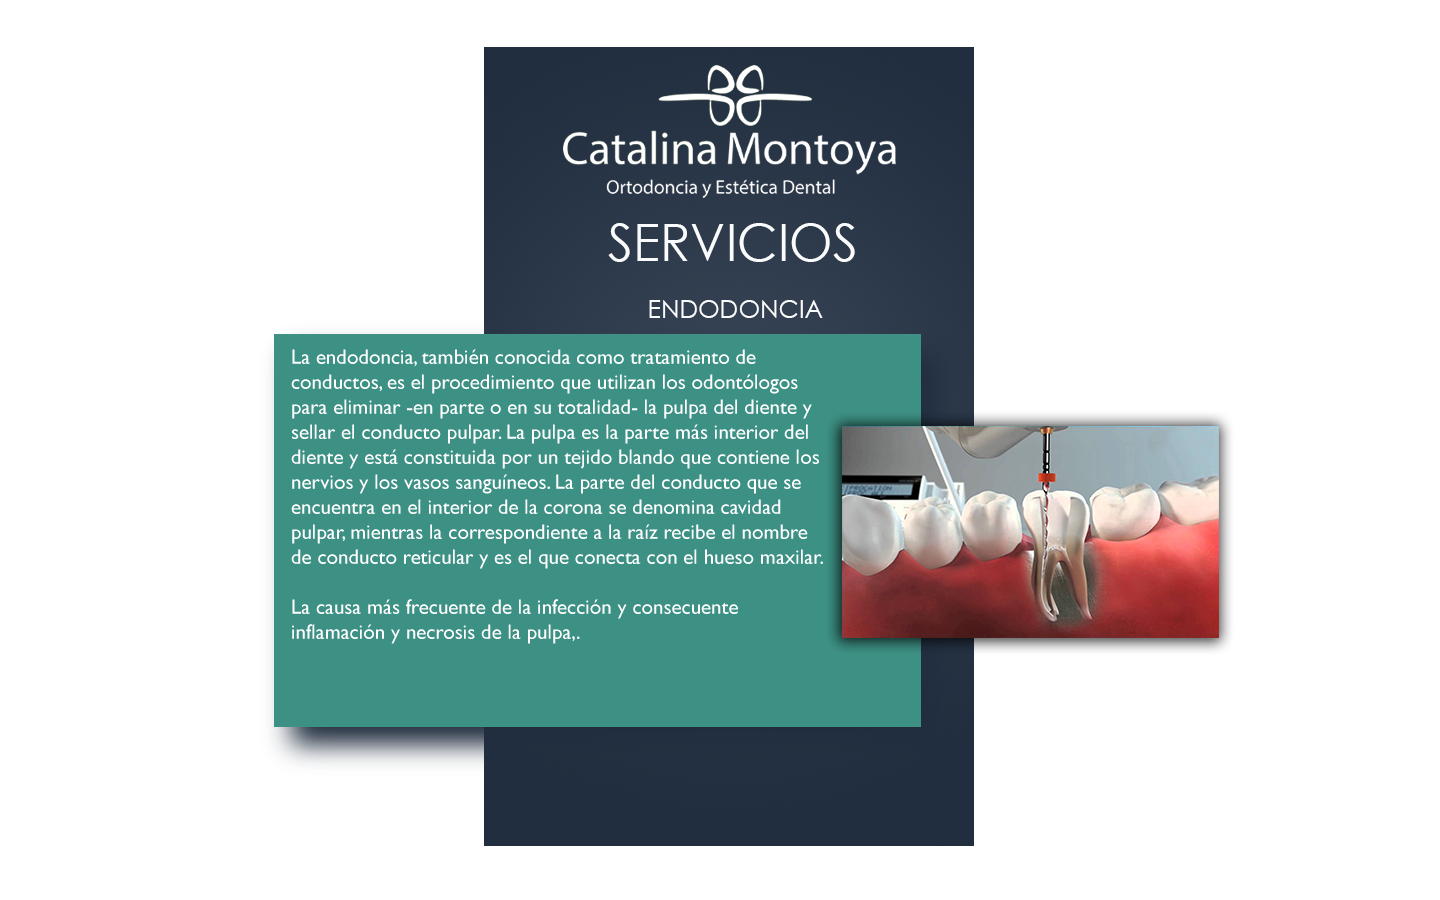 Catalina Montoya
Ortodoncia y Estética Dental
SERVICIOS
ENDODONCIA
La endodoncia, también conocida como tratamiento de
conductos, es el procedimiento que utilizan los odontólogos
para eliminar -en parte o en su totalidad- la pulpa del diente y
sellar el conducto pulpar. La pulpa es la parte más interior del
diente y está constituida por un tejido blando que contiene los
nervios y los vasos sanguíneos. La parte del conducto que se
encuentra en el interior de la corona se denomina cavidad
pulpar, mientras la correspondiente a la raíz recibe el nombre
de conducto reticular y es el que conecta con el hueso maxilar.
La causa más frecuente de la infección y consecuente
inflamación y necrosis de la pulpa,.